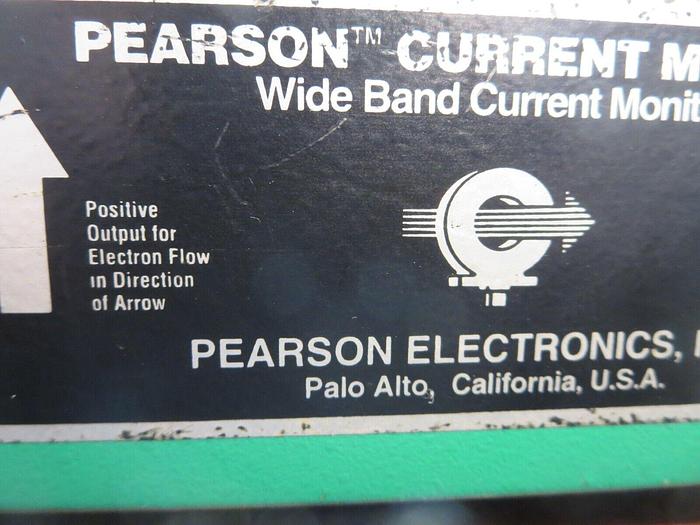 PEARSON™ CURRENT M
Wide Band Current Monit
Positive
Output for
Electron Flow
in Direction
of Arrow
PEARSON ELECTRONICS,
Palo Alto, California, U.S.A.